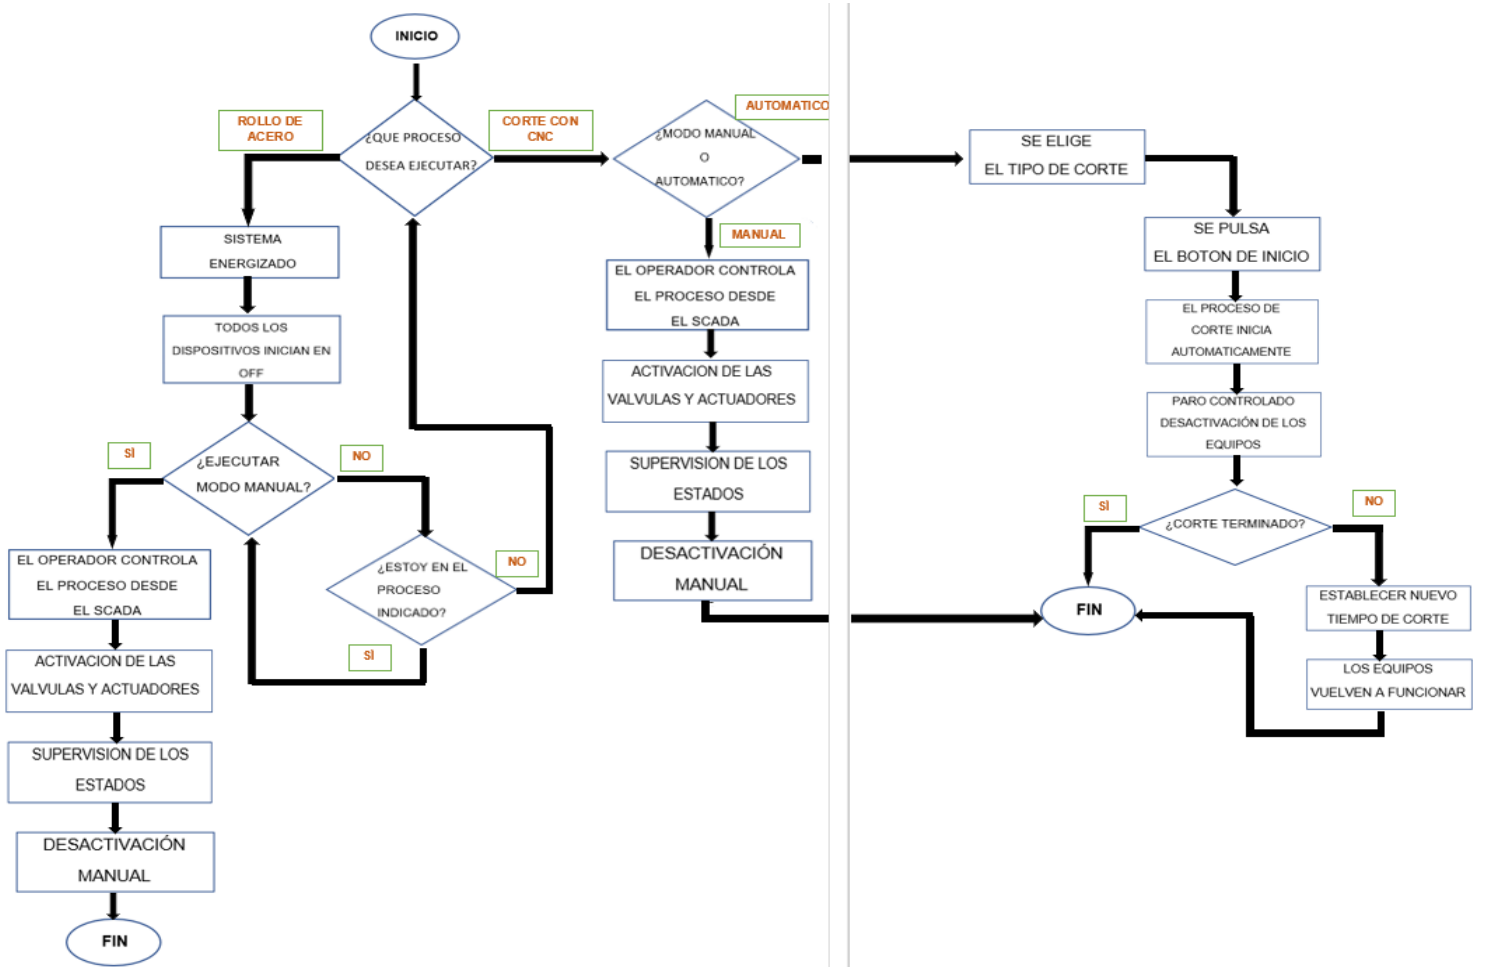 INICIO
¿QUE PROCESO
DESEA EJECUTAR?
ROLLO DE
ACERO
SISTEMA
ENERGIZADO
TODOS LOS
DISPOSITIVOS INICIAN EN
OFF
¿EJECUTAR
MODO MANUAL?
SÌ
EL OPERADOR CONTROLA
EL PROCESO DESDE
EL SCADA
ACTIVACION DE LAS
VALVULAS Y ACTUADORES
SUPERVISION DE LOS
ESTADOS
DESACTIVACIÓN
MANUAL
FIN
NO
¿ESTOY EN EL
PROCESO
INDICADO?
NO
SÌ
CORTE CON
CNC
¿MODO MANUAL
O
AUTOMATICO?
MANUAL
EL OPERADOR CONTROLA
EL PROCESO DESDE
EL SCADA
ACTIVACION DE LAS
VALVULAS Y ACTUADORES
SUPERVISION DE LOS
ESTADOS
DESACTIVACIÓN
MANUAL
AUTOMATICO
SE ELIGE
EL TIPO DE CORTE
SE PULSA
EL BOTON DE INICIO
EL PROCESO DE
CORTE INICIA
AUTOMATICAMENTE
PARO CONTROLADO
DESACTIVACIÓN DE LOS
EQUIPOS
¿CORTE TERMINADO?
SÌ
FIN
NO
ESTABLECER NUEVO
TIEMPO DE CORTE
LOS EQUIPOS
VUELVEN A FUNCIONAR